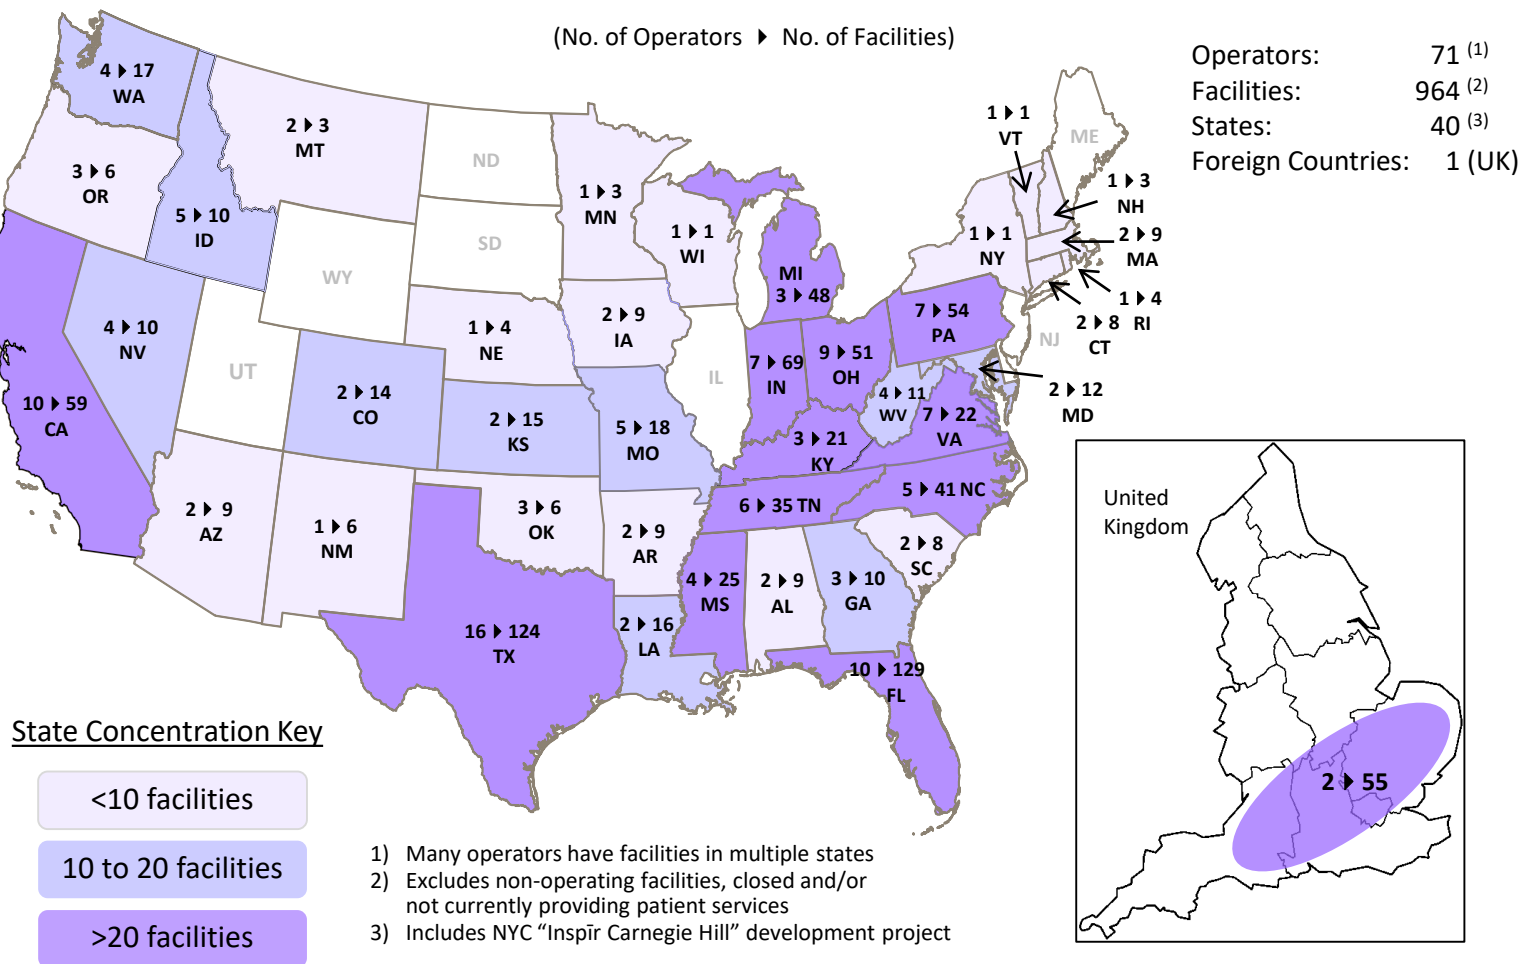 (No. of Operators ▶ No. of Facilities)
Operators: 71 (1)
Facilities: 964 (2)
States: 40 (3)
Foreign Countries: 1 (UK)
4 ▶ 17
WA
3 ▶ 6
OR
5 ▶ 10
ID
2 ▶ 3
MT
ND
SD
WY
1 ▶ 3
MN
1 ▶ 1
WI
MI
3 ▶ 48
1 ▶ 1
VT
ME
1 ▶ 3
NH
2 ▶ 9
MA
1 ▶ 1
NY
1 ▶ 4
RI
2 ▶ 8
CT
NJ
4 ▶ 10
NV
UT
1 ▶ 4
NE
2 ▶ 9
IA
IL
7 ▶ 69
IN
9 ▶ 51
OH
7 ▶ 54
PA
2 ▶ 12
MD
10 ▶ 59
CA
2 ▶ 14
CO
2 ▶ 15
KS
5 ▶ 18
MO
3 ▶ 21
KY
4 ▶ 11
WV
7 ▶ 22
VA
2 ▶ 9
AZ
1 ▶ 6
NM
3 ▶ 6
OK
2 ▶ 9
AR
6 ▶ 35 TN
5 ▶ 41 NC
2 ▶ 8
SC
16 ▶ 124
TX
2 ▶ 16
LA
4 ▶ 25
MS
2 ▶ 9
AL
3 ▶ 10
GA
10 ▶ 129
FL
United
Kingdom
2 ▶ 55
State Concentration Key
<10 facilities
10 to 20 facilities
>20 facilities
1) Many operators have facilities in multiple states
2) Excludes non-operating facilities, closed and/or
not currently providing patient services
3) Includes NYC “Inspīr Carnegie Hill” development project